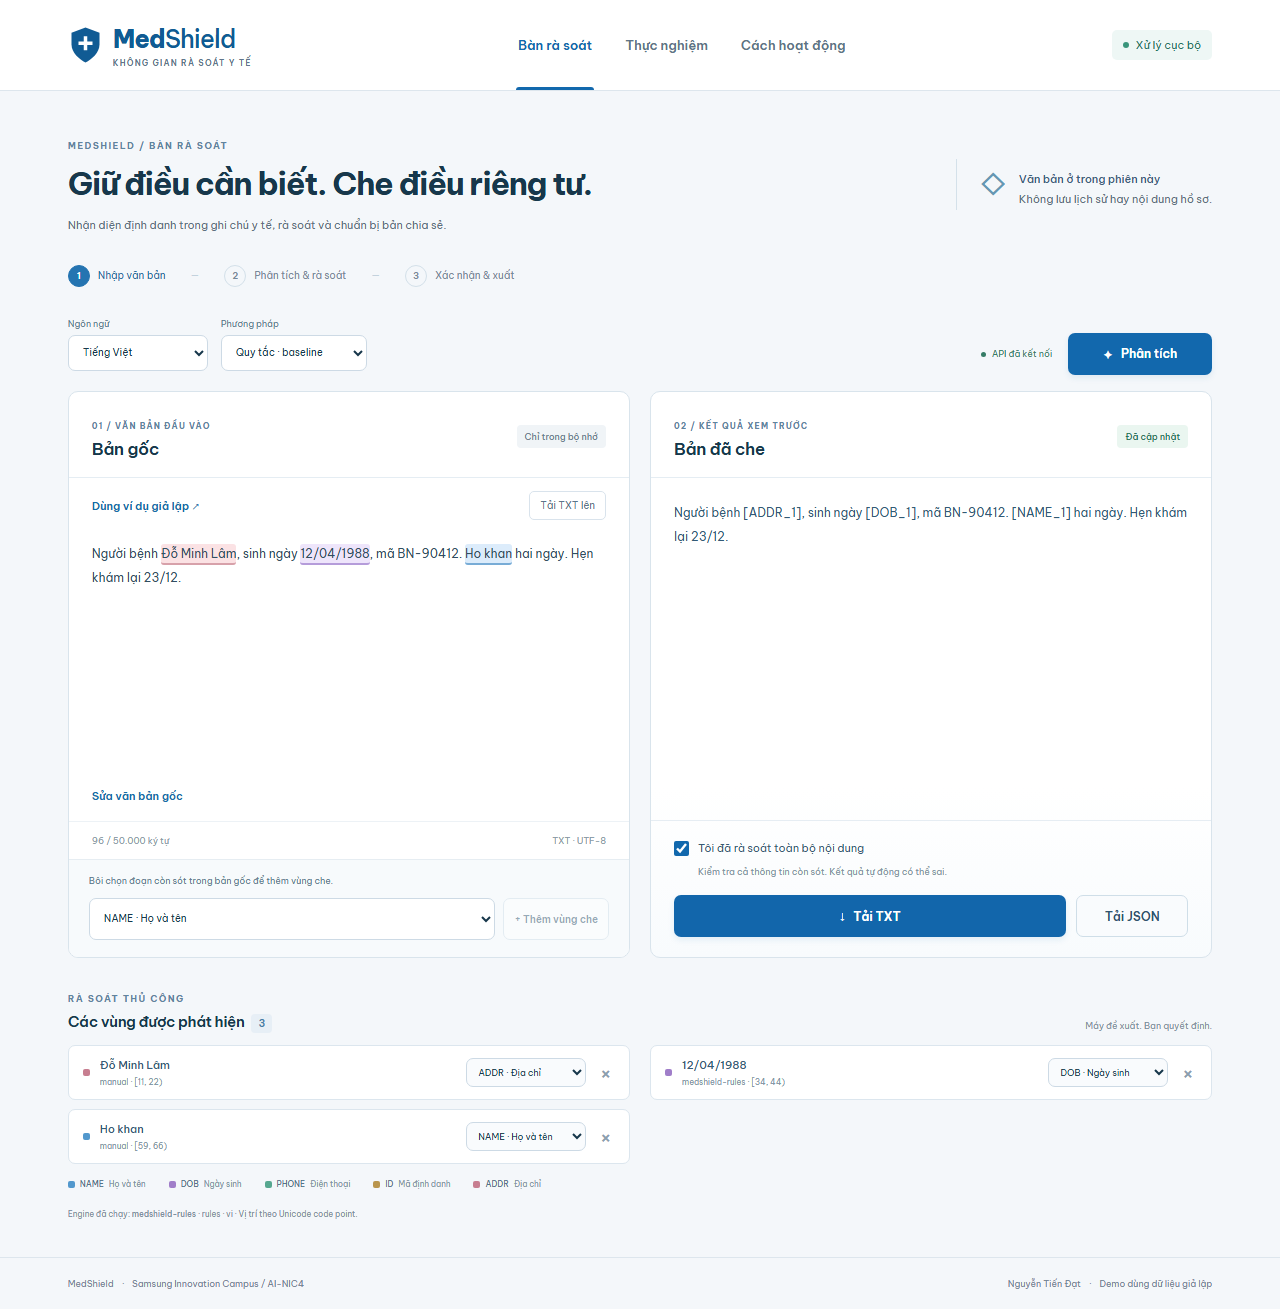 MedShield
KHÔNG GIAN RÀ SOÁT Y TẾ
Bàn rà soát
Thực nghiệm
Cách hoạt động
Xử lý cục bộ
MEDSHIELD / BÀN RÀ SOÁT
Giữ điều cần biết. Che điều riêng tư.
Nhận diện định danh trong ghi chú y tế, rà soát và chuẩn bị bản chia sẻ.
Văn bản ở trong phiên này
Không lưu lịch sử hay nội dung hồ sơ.
1 Nhập văn bản — 2 Phân tích & rà soát — 3 Xác nhận & xuất
Ngôn ngữ
Tiếng Việt
Phương pháp
Quy tắc · baseline
API đã kết nối
✦ Phân tích
01 / VĂN BẢN ĐẦU VÀO
Bản gốc
Chỉ trong bộ nhớ
Dùng ví dụ giả lập ↗
Tải TXT lên
Người bệnh Đỗ Minh Lâm, sinh ngày 12/04/1988, mã BN-90412. Ho khan hai ngày. Hẹn
khám lại 23/12.
Sửa văn bản gốc
96 / 50.000 ký tự
TXT · UTF-8
Bôi chọn đoạn còn sót trong bản gốc để thêm vùng che.
NAME · Họ và tên
+ Thêm vùng che
02 / KẾT QUẢ XEM TRƯỚC
Bản đã che
Đã cập nhật
Người bệnh [ADDR_1], sinh ngày [DOB_1], mã BN-90412. [NAME_1] hai ngày. Hẹn khám
lại 23/12.
Tôi đã rà soát toàn bộ nội dung
Kiểm tra cả thông tin còn sót. Kết quả tự động có thể sai.
↓ Tải TXT
Tải JSON
RÀ SOÁT THỦ CÔNG
Các vùng được phát hiện 3
Máy đề xuất. Bạn quyết định.
Đỗ Minh Lâm
manual · [11, 22)
ADDR · Địa chỉ
×
12/04/1988
medshield-rules · [34, 44)
DOB · Ngày sinh
×
Ho khan
manual · [59, 66)
NAME · Họ và tên
×
NAME Họ và tên
DOB Ngày sinh
PHONE Điện thoại
ID Mã định danh
ADDR Địa chỉ
Engine đã chạy: medshield-rules · rules · vi · Vị trí theo Unicode code point.
MedShield · Samsung Innovation Campus / AI-NIC4
Nguyễn Tiến Đạt · Demo dùng dữ liệu giả lập